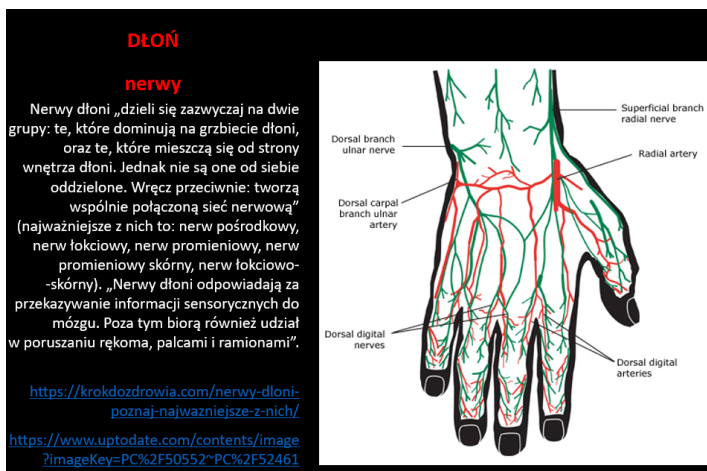 DŁOŃ
nerwy
Nerwy dłoni „dzieli się zazwyczaj na dwie
grupy: te, które dominują na grzbiecie dłoni,
oraz te, które mieszczą się od strony
wnętrza dłoni. Jednak nie są one od siebie
oddzielone. Wręcz przeciwnie: tworzą
wspólnie połączoną sieć nerwową”
(najważniejsze z nich to: nerw pośrodkowy,
nerw łokciowy, nerw promieniowy, nerw
promieniowy skórny, nerw łokciowo-
-skórny). „Nerwy dłoni odpowiadają za
przekazywanie informacji sensorycznych do
mózgu. Poza tym biorą również udział
w poruszaniu rękoma, palcami i ramionami”.
https://krokdozdrowia.com/nerwy-dloni-
poznaj-najwazniejsze-z-nich/
https://www.uptodate.com/contents/image
?imageKey=PC%2F50552~PC%2F52461
Superficial branch
radial nerve
Dorsal branch
ulnar nerve
Radial artery
Dorsal carpal
branch ulnar
artery
Dorsal digital
nerves
Dorsal digital
arteries